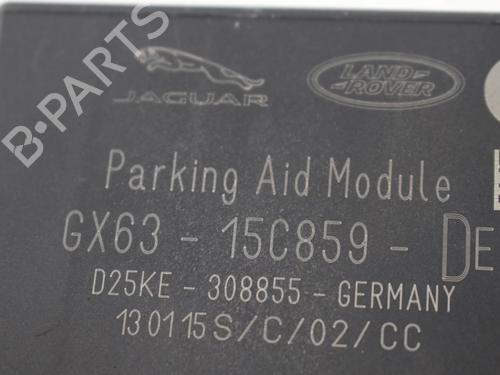 B-PARTS
JAGUAR
LAND ROVER
Parking Aid Module
GX63 - 15C859 - DE
D25KE - 308855 - GERMANY
130115S/C/02/CC